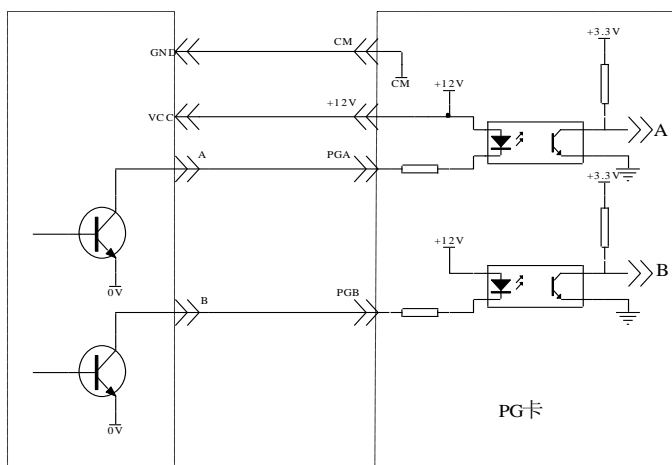 GND
CM
+3.3V
CM
VCC
+12V
+12V
A
A
PGA
+3.3V
0V
+12V
B
B
PGB
0V
PG卡